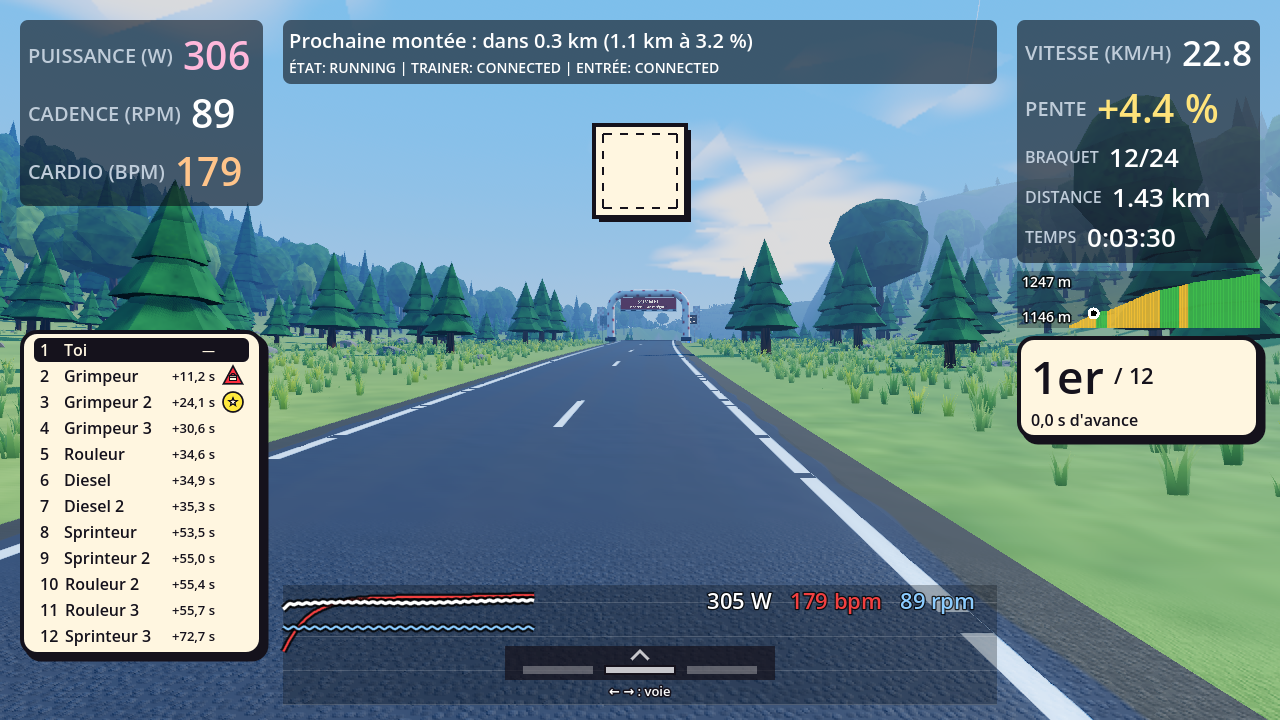 PUISSANCE (W) 306
CADENCE (RPM) 89
CARDIO (BPM) 179
Prochaine montée : dans 0.3 km (1.1 km à 3.2 %)
ÉTAT: RUNNING | TRAINER: CONNECTED | ENTRÉE: CONNECTED
VITESSE (KM/H) 22.8
PENTE +4.4 %
BRAQUET 12/24
DISTANCE 1.43 km
TEMPS 0:03:30
1247 m
1146 m
1er / 12
0,0 s d'avance
1 Toi —
2 Grimpeur +11,2 s
3 Grimpeur 2 +24,1 s
4 Grimpeur 3 +30,6 s
5 Rouleur +34,6 s
6 Diesel +34,9 s
7 Diesel 2 +35,3 s
8 Sprinteur +53,5 s
9 Sprinteur 2 +55,0 s
10 Rouleur 2 +55,4 s
11 Rouleur 3 +55,7 s
12 Sprinteur 3 +72,7 s
305 W 179 bpm 89 rpm
← → : voie